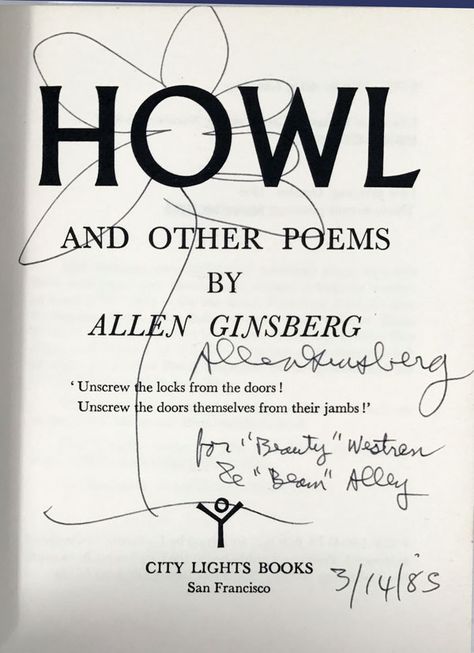 HOWL
AND OTHER POEMS
BY
ALLEN GINSBERG
Allen Ginsberg
'Unscrew the locks from the doors!
Unscrew the doors themselves from their jambs!'
for "Beauty" Westren
& "Beam" Alley
CITY LIGHTS BOOKS
San Francisco
3/14/85